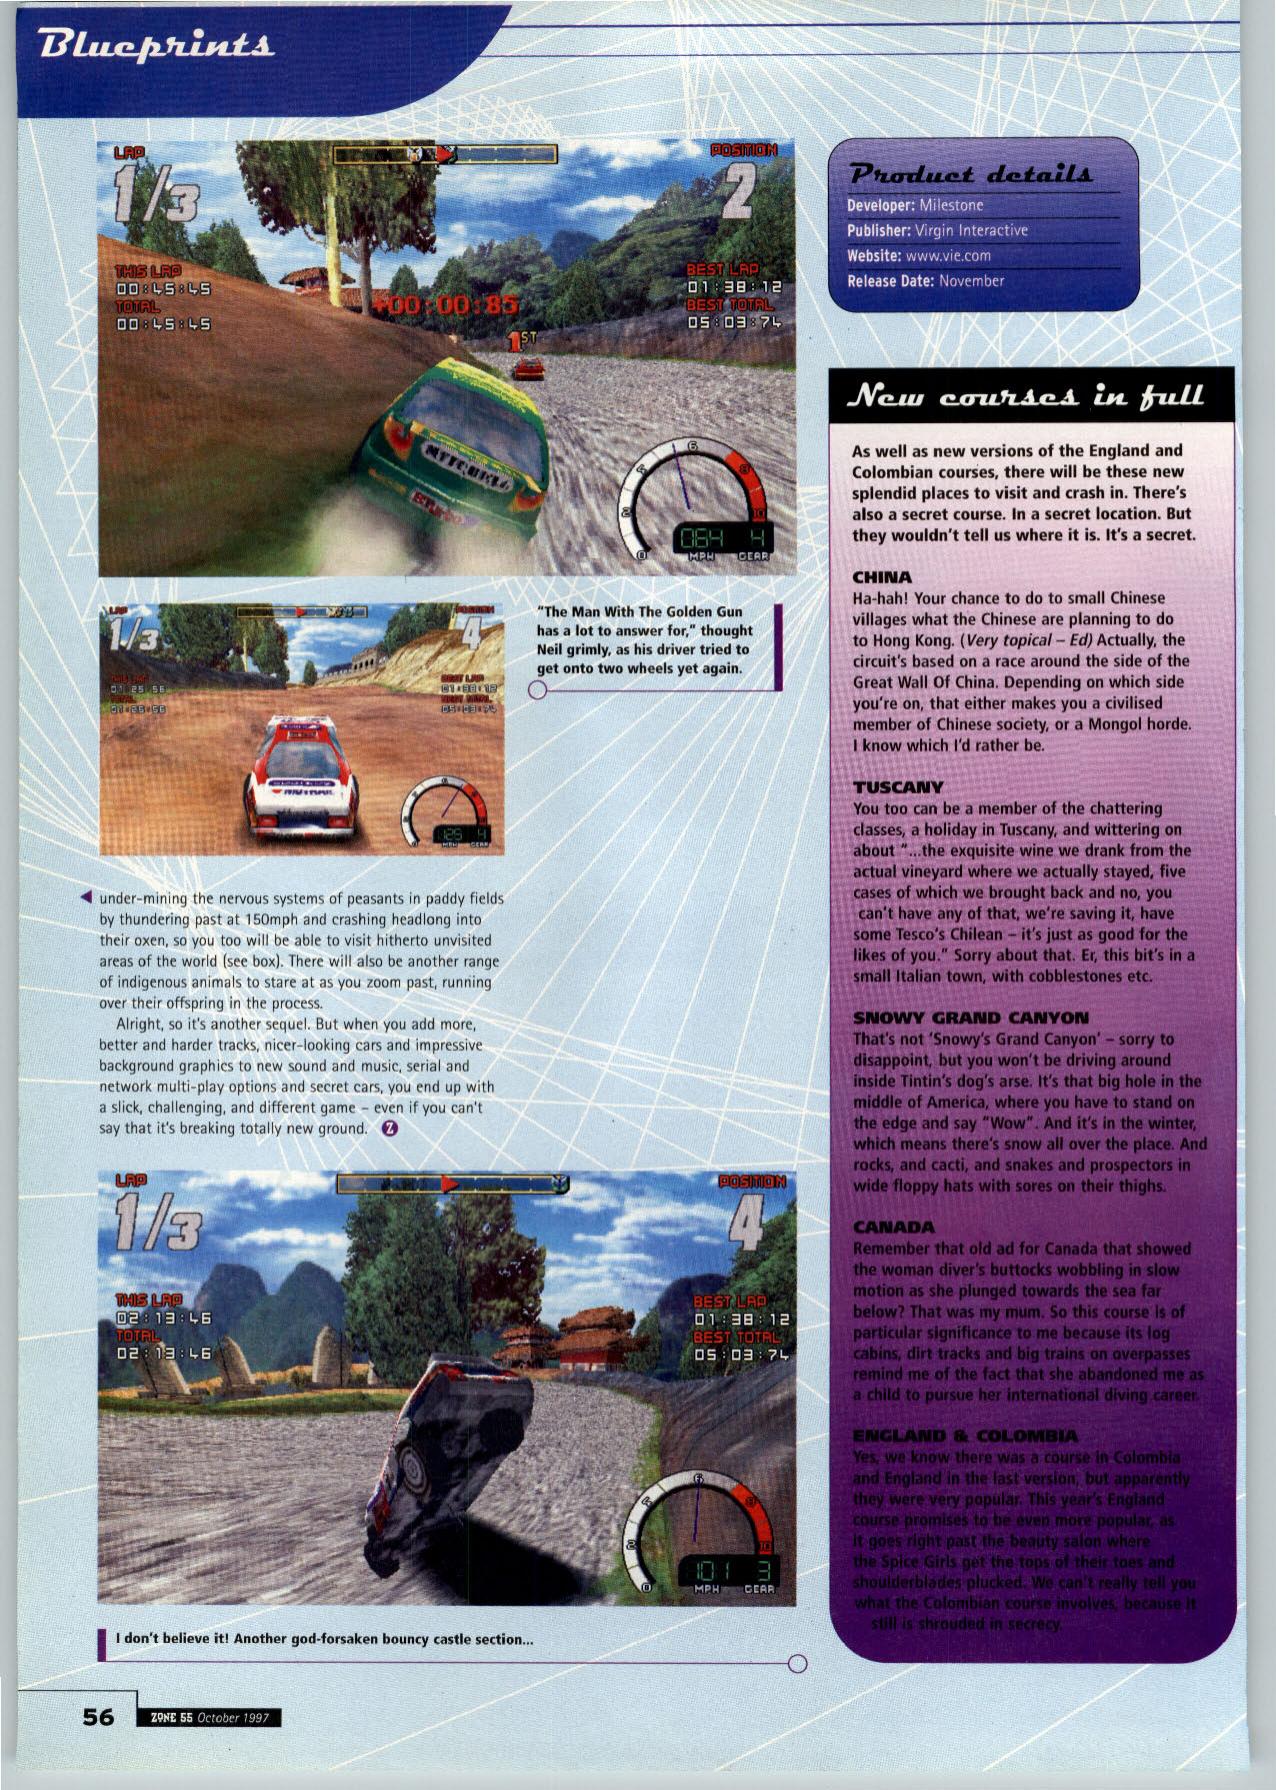 Blueprints
LAP
1/3
POSITION
2
THIS LAP
00:45:45
TOTAL
00:45:45
+00:00:85
1ST
BEST LAP
01:38:12
BEST TOTAL
05:03:74
064 4
MPH GEAR
LAP
1/3
POSITION
4
THIS LAP
01:25:56
TOTAL
01:25:56
BEST LAP
01:38:12
BEST TOTAL
05:03:74
125 4
MPH GEAR
"The Man With The Golden Gun
has a lot to answer for," thought
Neil grimly, as his driver tried to
get onto two wheels yet again.
under-mining the nervous systems of peasants in paddy fields
by thundering past at 150mph and crashing headlong into
their oxen, so you too will be able to visit hitherto unvisited
areas of the world (see box). There will also be another range
of indigenous animals to stare at as you zoom past, running
over their offspring in the process.
Alright, so it's another sequel. But when you add more,
better and harder tracks, nicer-looking cars and impressive
background graphics to new sound and music, serial and
network multi-play options and secret cars, you end up with
a slick, challenging, and different game – even if you can't
say that it's breaking totally new ground. Z
LAP
1/3
POSITION
4
THIS LAP
02:13:46
TOTAL
02:13:46
BEST LAP
01:38:12
BEST TOTAL
05:03:74
101 3
MPH GEAR
I don't believe it! Another god-forsaken bouncy castle section...
Product details
Developer: Milestone
Publisher: Virgin Interactive
Website: www.vie.com
Release Date: November
New courses in full
As well as new versions of the England and
Colombian courses, there will be these new
splendid places to visit and crash in. There's
also a secret course. In a secret location. But
they wouldn't tell us where it is. It's a secret.
CHINA
Ha-hah! Your chance to do to small Chinese
villages what the Chinese are planning to do
to Hong Kong. (Very topical – Ed) Actually, the
circuit's based on a race around the side of the
Great Wall Of China. Depending on which side
you're on, that either makes you a civilised
member of Chinese society, or a Mongol horde.
I know which I'd rather be.
TUSCANY
You too can be a member of the chattering
classes, a holiday in Tuscany, and wittering on
about "...the exquisite wine we drank from the
actual vineyard where we actually stayed, five
cases of which we brought back and no, you
can't have any of that, we're saving it, have
some Tesco's Chilean – it's just as good for the
likes of you." Sorry about that. Er, this bit's in a
small Italian town, with cobblestones etc.
SNOWY GRAND CANYON
That's not 'Snowy's Grand Canyon' – sorry to
disappoint, but you won't be driving around
inside Tintin's dog's arse. It's that big hole in the
middle of America, where you have to stand on
the edge and say "Wow". And it's in the winter,
which means there's snow all over the place. And
rocks, and cacti, and snakes and prospectors in
wide floppy hats with sores on their thighs.
CANADA
Remember that old ad for Canada that showed
the woman diver's buttocks wobbling in slow
motion as she plunged towards the sea far
below? That was my mum. So this course is of
particular significance to me because its log
cabins, dirt tracks and big trains on overpasses
remind me of the fact that she abandoned me as
a child to pursue her international diving career.
ENGLAND & COLOMBIA
Yes, we know there was a course in Colombia
and England in the last version, but apparently
they were very popular. This year's England
course promises to be even more popular, as
it goes right past the beauty salon where
the Spice Girls get the tops of their toes and
shoulderblades plucked. We can't really tell you
what the Colombian course involves, because it
still is shrouded in secrecy.
56
ZONE 55 October 1997